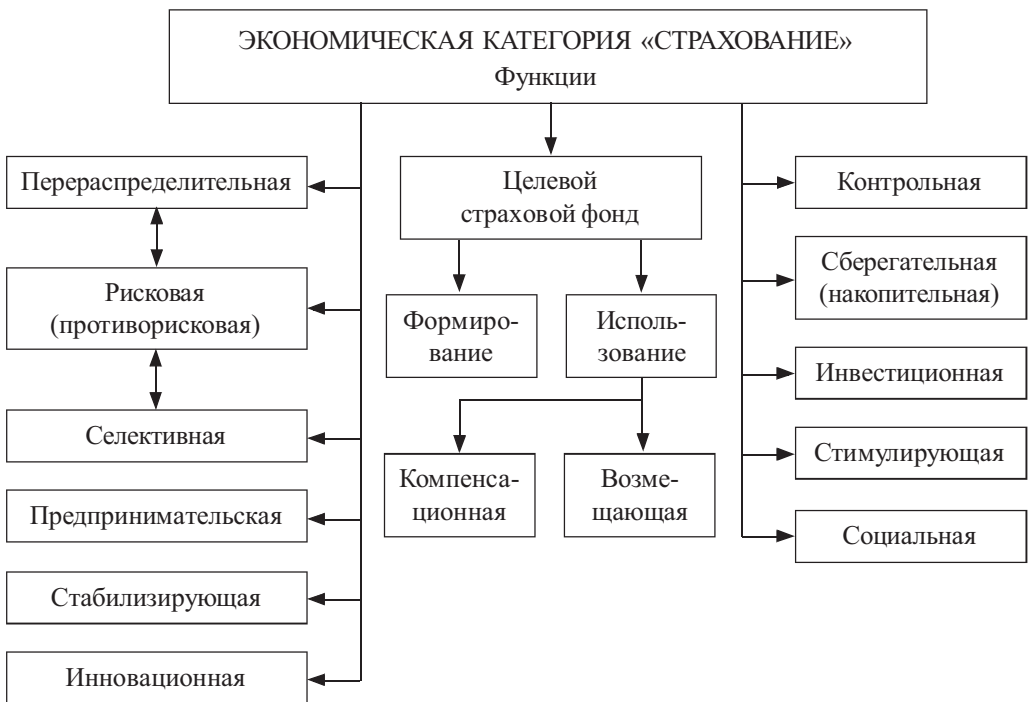 ЭКОНОМИЧЕСКАЯ КАТЕГОРИЯ «СТРАХОВАНИЕ»
Функции
Перераспределительная
Рисковая
(противорисковая)
Селективная
Предпринимательская
Стабилизирующая
Инновационная
Целевой
страховой фонд
Формиро-
вание
Исполь-
зование
Компенса-
ционная
Возме-
щающая
Контрольная
Сберегательная
(накопительная)
Инвестиционная
Стимулирующая
Социальная